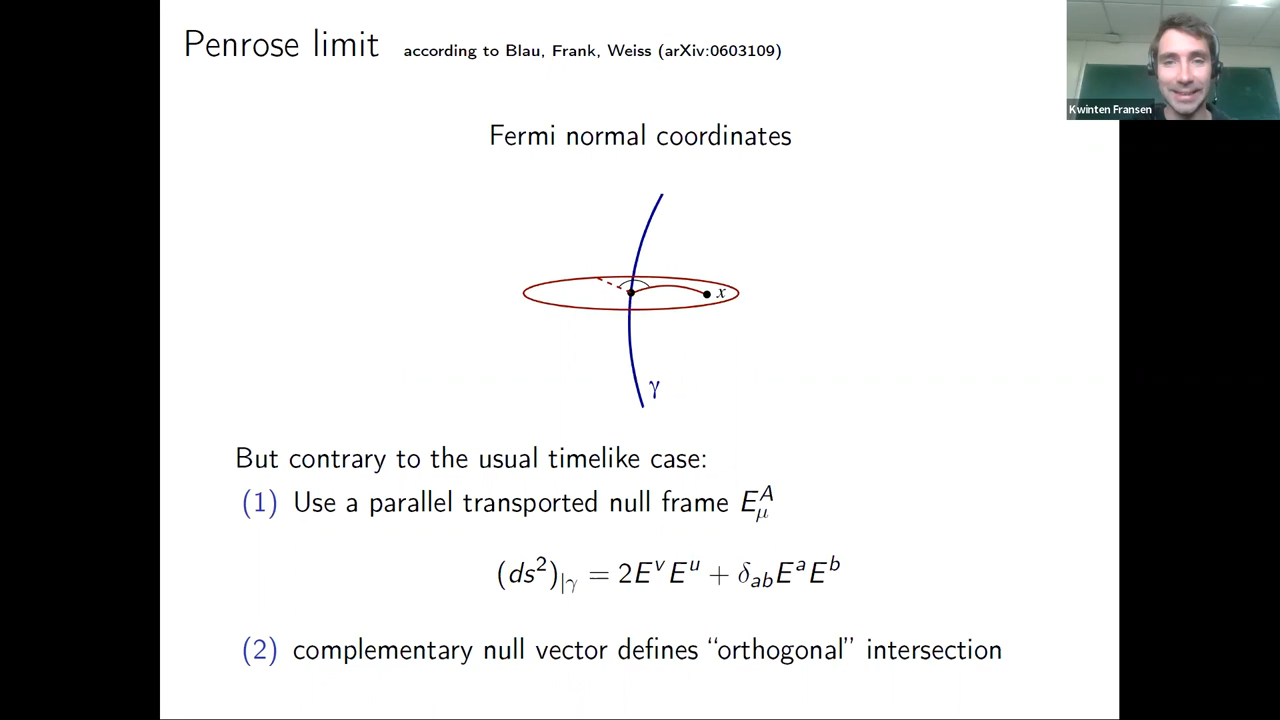 Penrose limit according to Blau, Frank, Weiss (arXiv:0603109)
Kwinten Fransen
Fermi normal coordinates
x
γ
But contrary to the usual timelike case:
(1) Use a parallel transported null frame E^A_μ
(ds²)|γ = 2E^v E^u + δ_ab E^a E^b
(2) complementary null vector defines “orthogonal” intersection